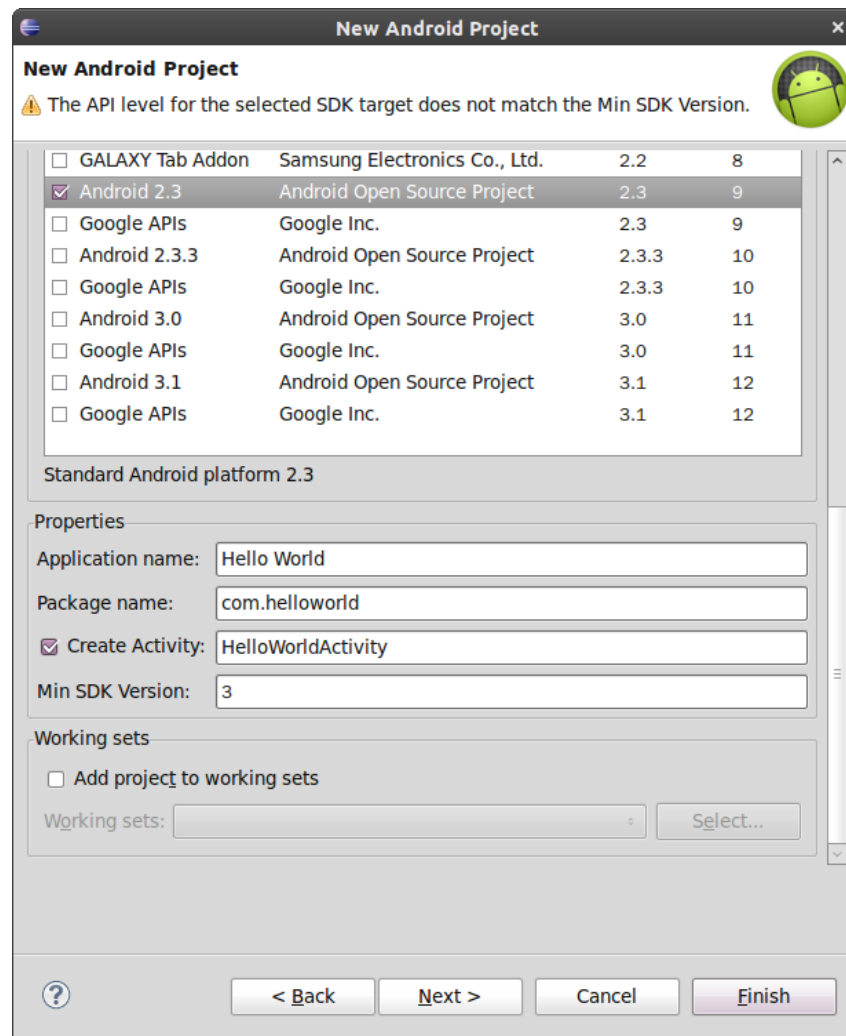 New Android Project
New Android Project
The API level for the selected SDK target does not match the Min SDK Version.
GALAXY Tab Addon Samsung Electronics Co., Ltd. 2.2 8
Android 2.3 Android Open Source Project 2.3 9
Google APIs Google Inc. 2.3 9
Android 2.3.3 Android Open Source Project 2.3.3 10
Google APIs Google Inc. 2.3.3 10
Android 3.0 Android Open Source Project 3.0 11
Google APIs Google Inc. 3.0 11
Android 3.1 Android Open Source Project 3.1 12
Google APIs Google Inc. 3.1 12
Standard Android platform 2.3
Properties
Application name: Hello World
Package name: com.helloworld
Create Activity: HelloWorldActivity
Min SDK Version: 3
Working sets
Add project to working sets
Working sets: Select...
? < Back Next > Cancel Finish